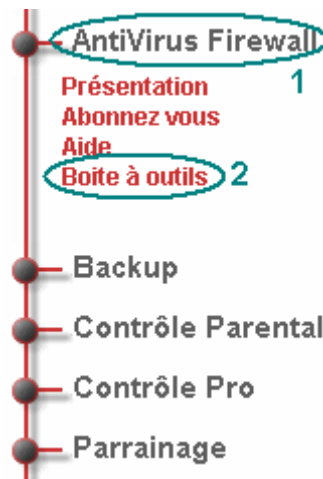 AntiVirus Firewall
1
Présentation
Abonnez vous
Aide
Boite à outils 2
Backup
Contrôle Parental
Contrôle Pro
Parrainage